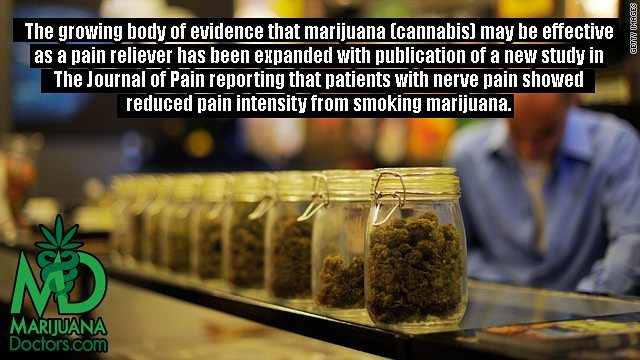 The growing body of evidence that marijuana (cannabis) may be effective
as a pain reliever has been expanded with publication of a new study in
The Journal of Pain reporting that patients with nerve pain showed
reduced pain intensity from smoking marijuana.
GETTY IMAGES
MD
MARIJUANA
Doctors.com